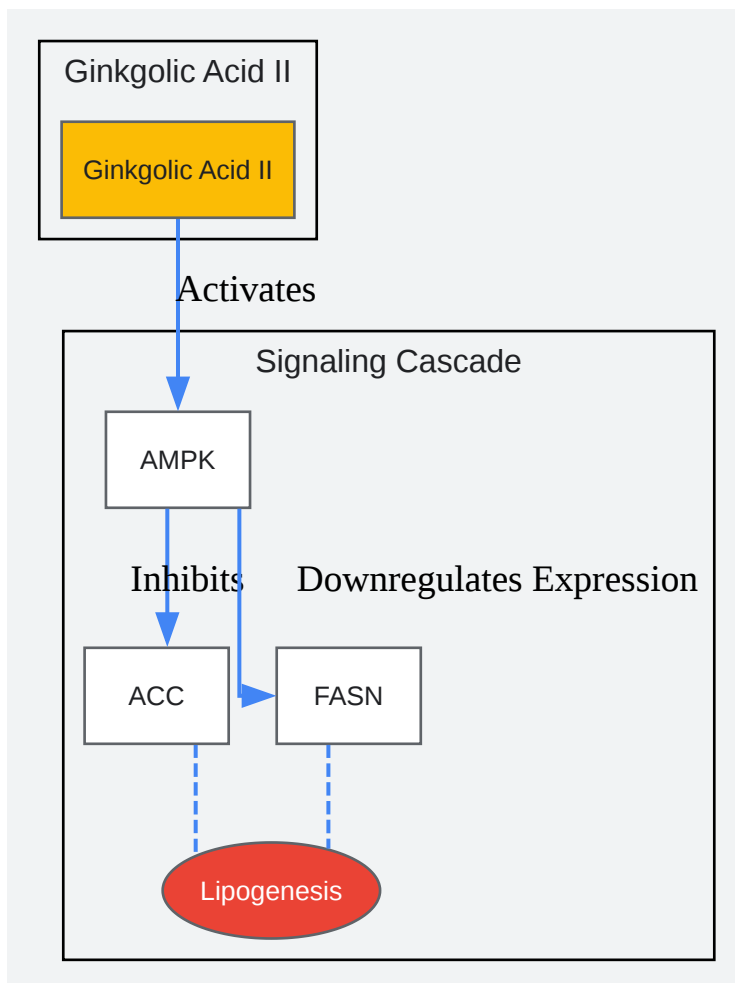 Ginkgolic Acid II
Ginkgolic Acid II
Activates
Signaling Cascade
AMPK
Inhibits
Downregulates Expression
ACC
FASN
Lipogenesis